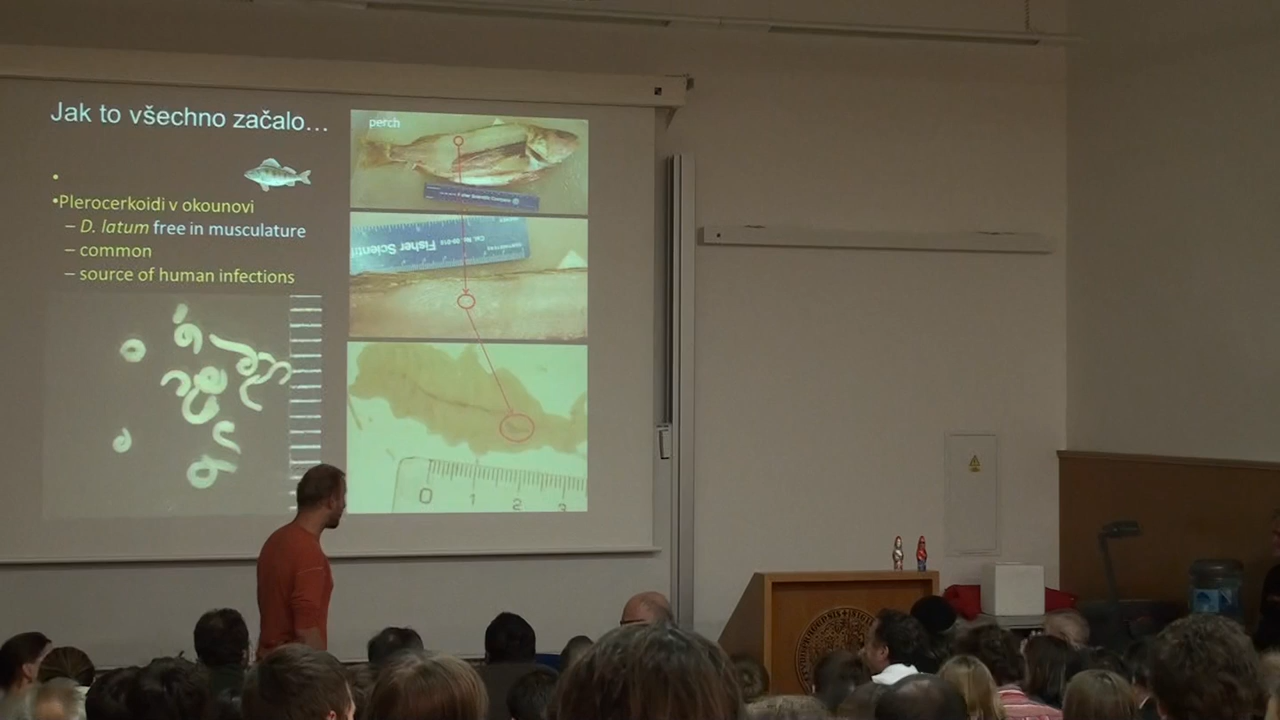 Jak to všechno začalo...
•
•Plerocerkoidi v okounovi
– D. latum free in musculature
– common
– source of human infections
perch
Fisher Scientific
0 1 2 3